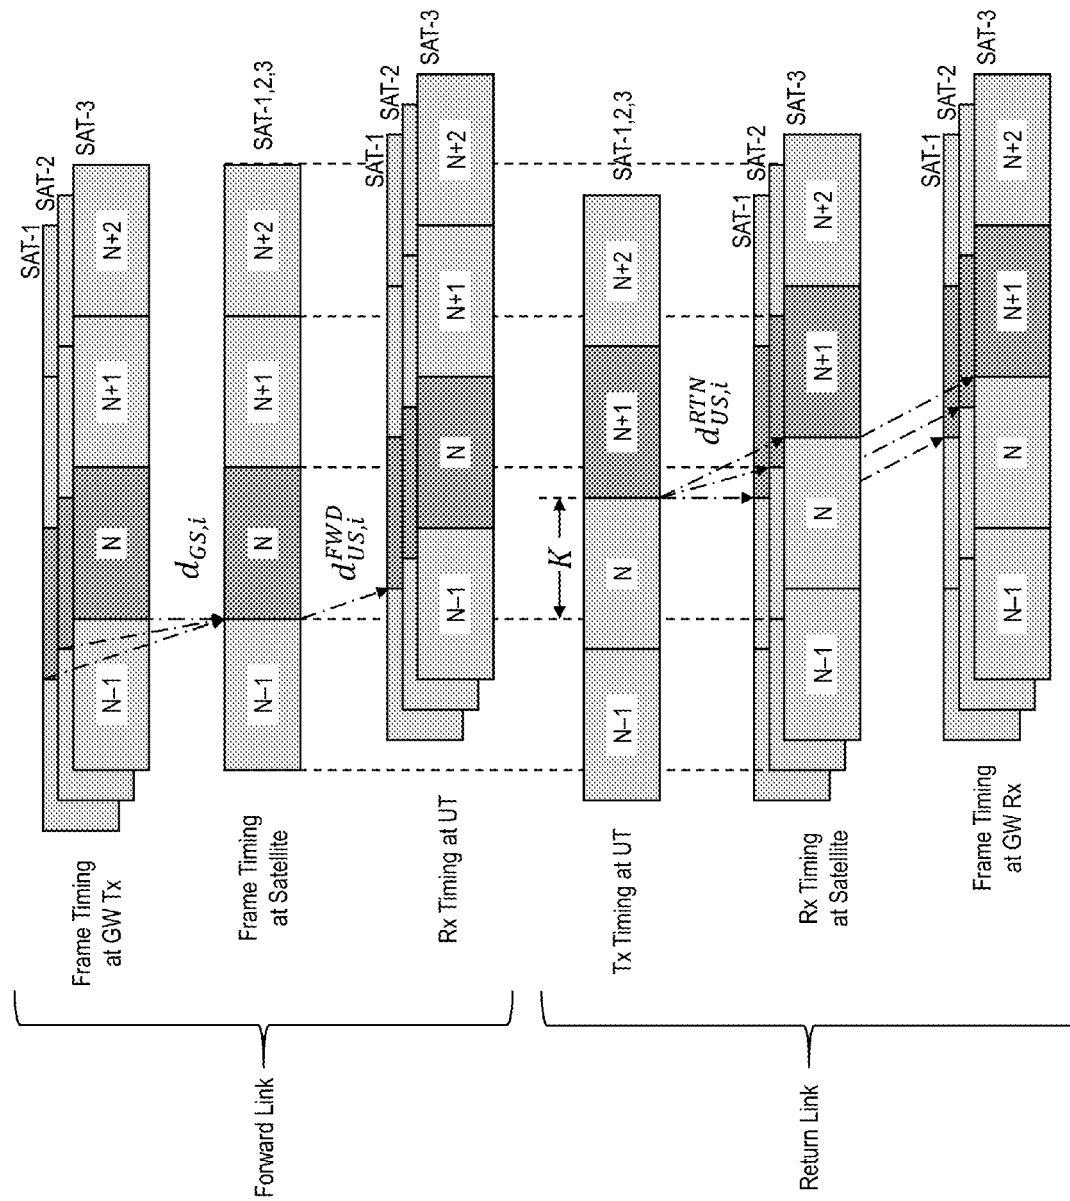 Forward Link
Frame Timing
at GW Tx
N–1
N
N+1
N+2
SAT-1
SAT-2
SAT-3
d_{GS,i}
Frame Timing
at Satellite
N–1
N
N+1
N+2
SAT-1,2,3
d^{FWD}_{US,i}
Rx Timing at UT
N–1
N
N+1
N+2
SAT-1
SAT-2
SAT-3
Return Link
K
Tx Timing at UT
N–1
N
N+1
N+2
SAT-1,2,3
d^{RTN}_{US,i}
Rx Timing
at Satellite
N–1
N
N+1
N+2
SAT-1
SAT-2
SAT-3
Frame Timing
at GW Rx
N–1
N
N+1
N+2
SAT-1
SAT-2
SAT-3